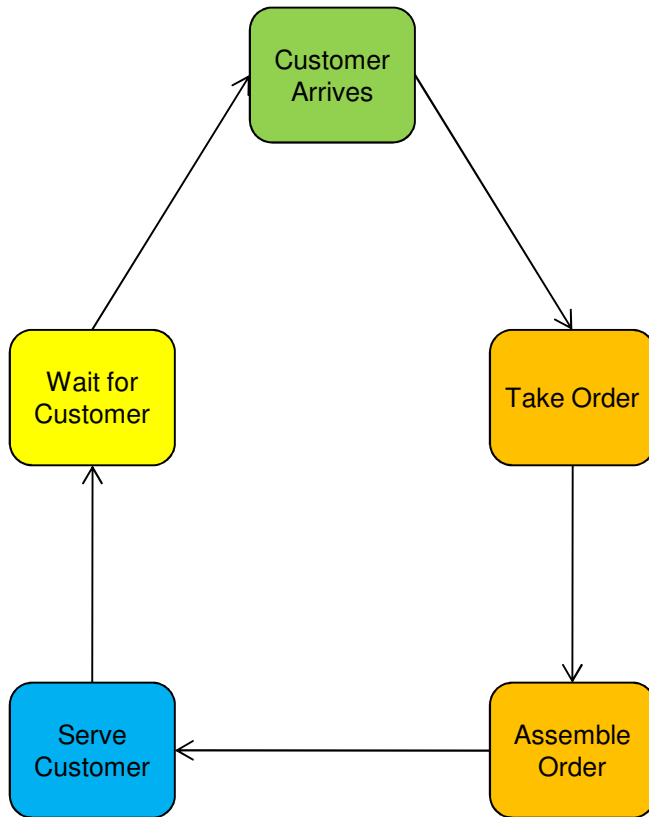 Customer
Arrives
Wait for
Customer
Take Order
Serve
Customer
Assemble
Order